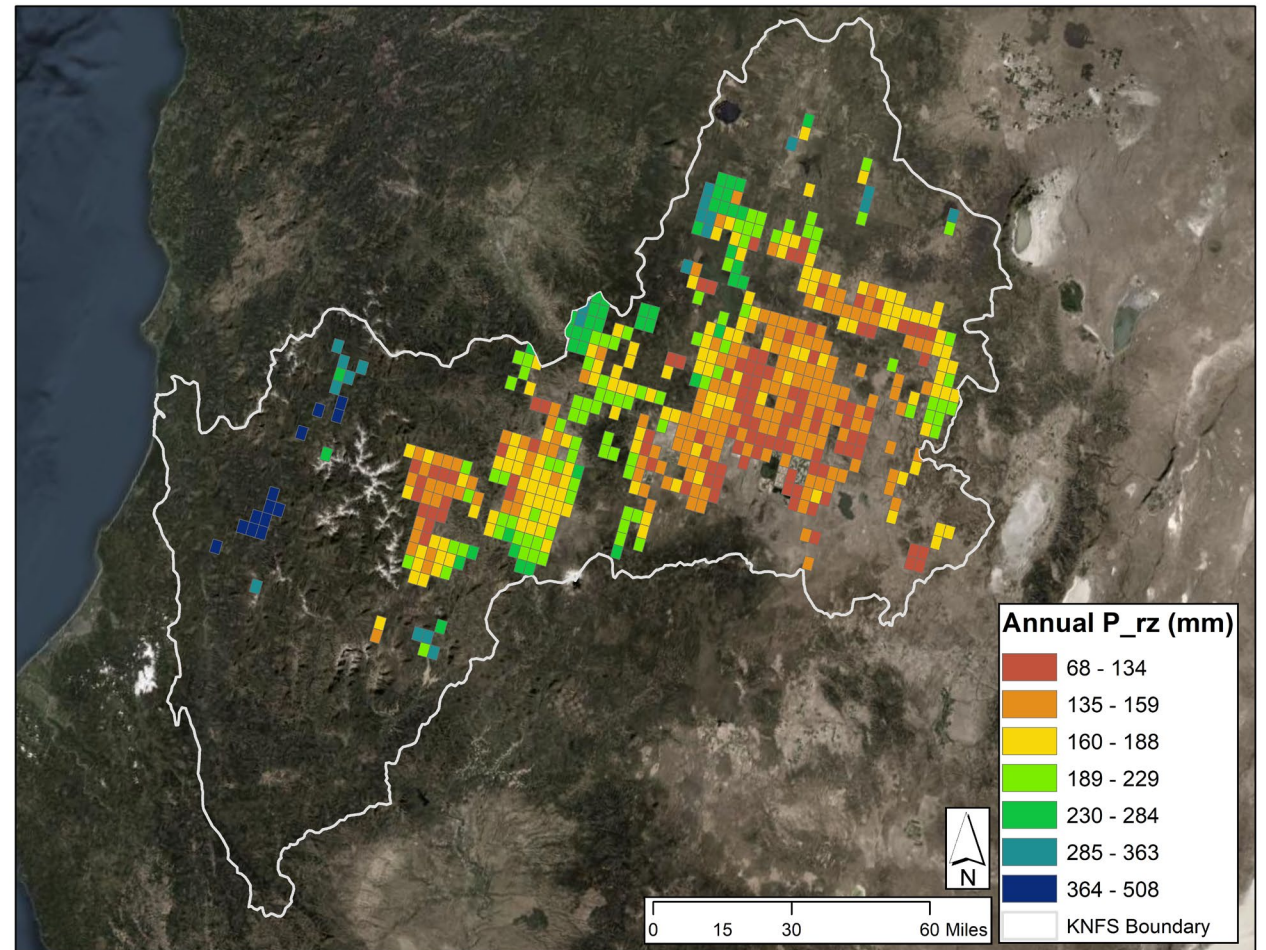 Annual P_rz (mm)
68 - 134
135 - 159
160 - 188
189 - 229
230 - 284
285 - 363
364 - 508
KNFS Boundary
N
0 15 30 60 Miles